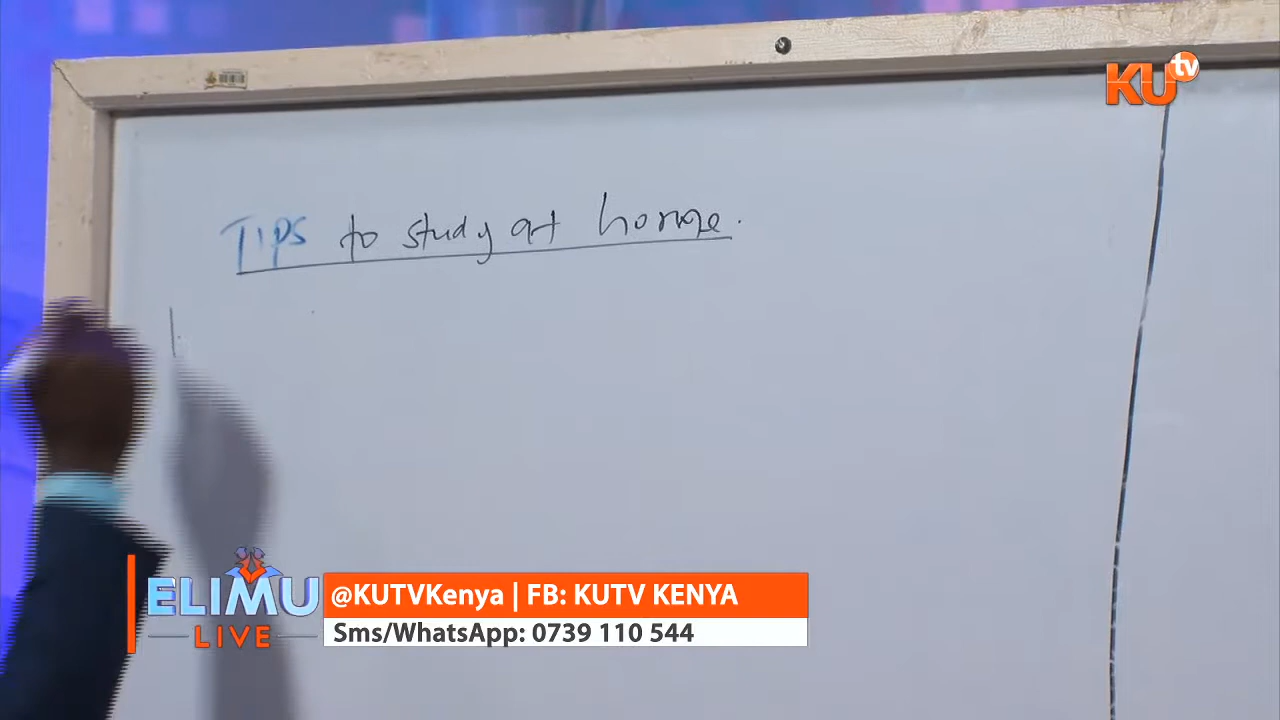 KU tv
Tips to study at home.
ELIMU
LIVE
@KUTVKenya | FB: KUTV KENYA
Sms/WhatsApp: 0739 110 544